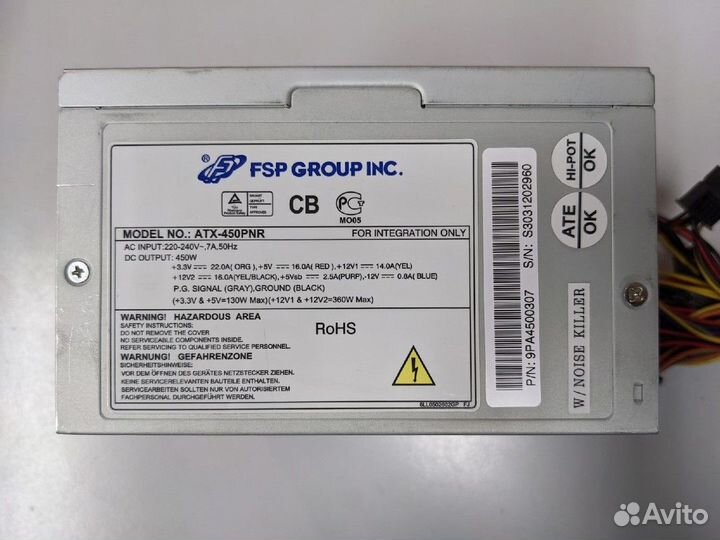 FSP GROUP INC.
CB
MO05
MODEL NO.: ATX-450PNR
FOR INTEGRATION ONLY
AC INPUT:220-240V~,7A,50Hz
DC OUTPUT: 450W
+3.3V 22.0A( ORG ), +5V 16.0A( RED ), +12V1 14.0A(YEL)
+12V2 16.0A(YEL/BLACK), +5Vsb 2.5A(PURP), -12V 0.8A( BLUE)
P.G. SIGNAL (GRAY),GROUND (BLACK)
(+3.3V & +5V=130W Max)(+12V1 & +12V2=360W Max)
WARNING! HAZARDOUS AREA
SAFETY INSTRUCTIONS:
DO NOT REMOVE THE COVER
NO SERVICEABLE COMPONENTS INSIDE.
REFER SERVICING TO QUALIFIED SERVICE PERSONNEL.
RoHS
WARNUNG! GEFAHRENZONE
SICHERHEITSHINWEISE:
VOR DEM ÖFFNEN DES GERÄTES NETZSTECKER ZIEHEN
KEINE SERVICERELEVANTEN BAUTEILE ENTHALTEN
SERVICEARBEITEN SOLLTEN NUR VON AUTORISIERTEM
FACHPERSONAL DURCHGEFÜHRT WERDEN.
P/N: 9PA4500307
S/N: S3031202960
HI-POT OK
ATE OK
W/ NOISE KILLER
Avito